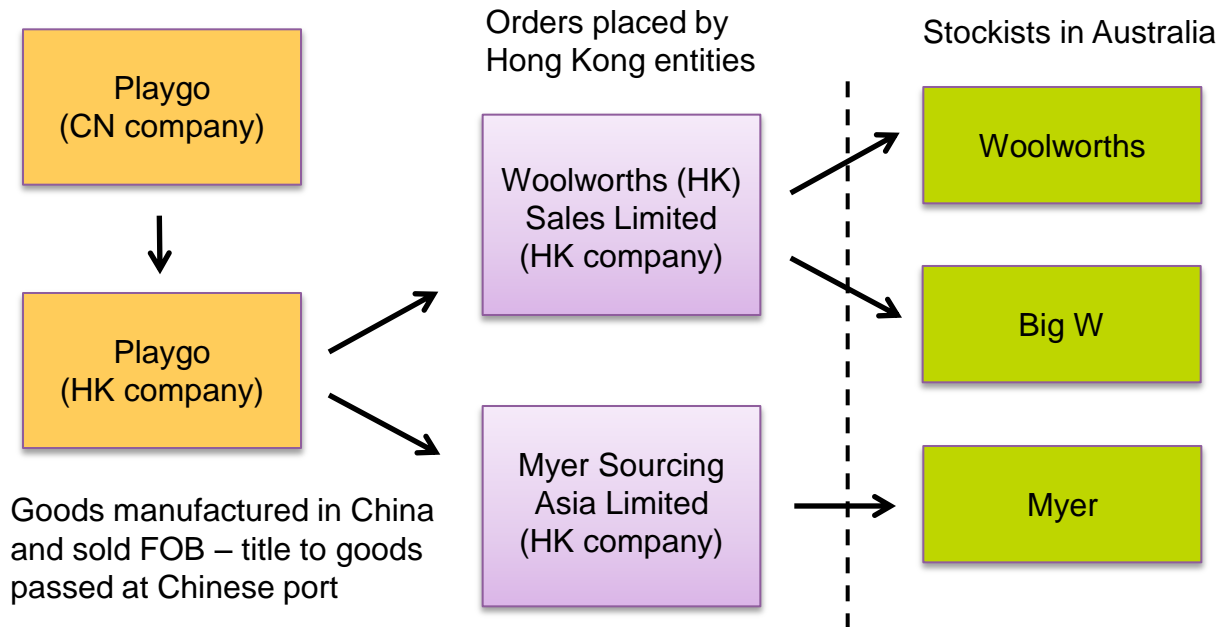 Playgo
(CN company)
Playgo
(HK company)
Goods manufactured in China
and sold FOB – title to goods
passed at Chinese port
Orders placed by
Hong Kong entities
Woolworths (HK)
Sales Limited
(HK company)
Myer Sourcing
Asia Limited
(HK company)
Stockists in Australia
Woolworths
Big W
Myer